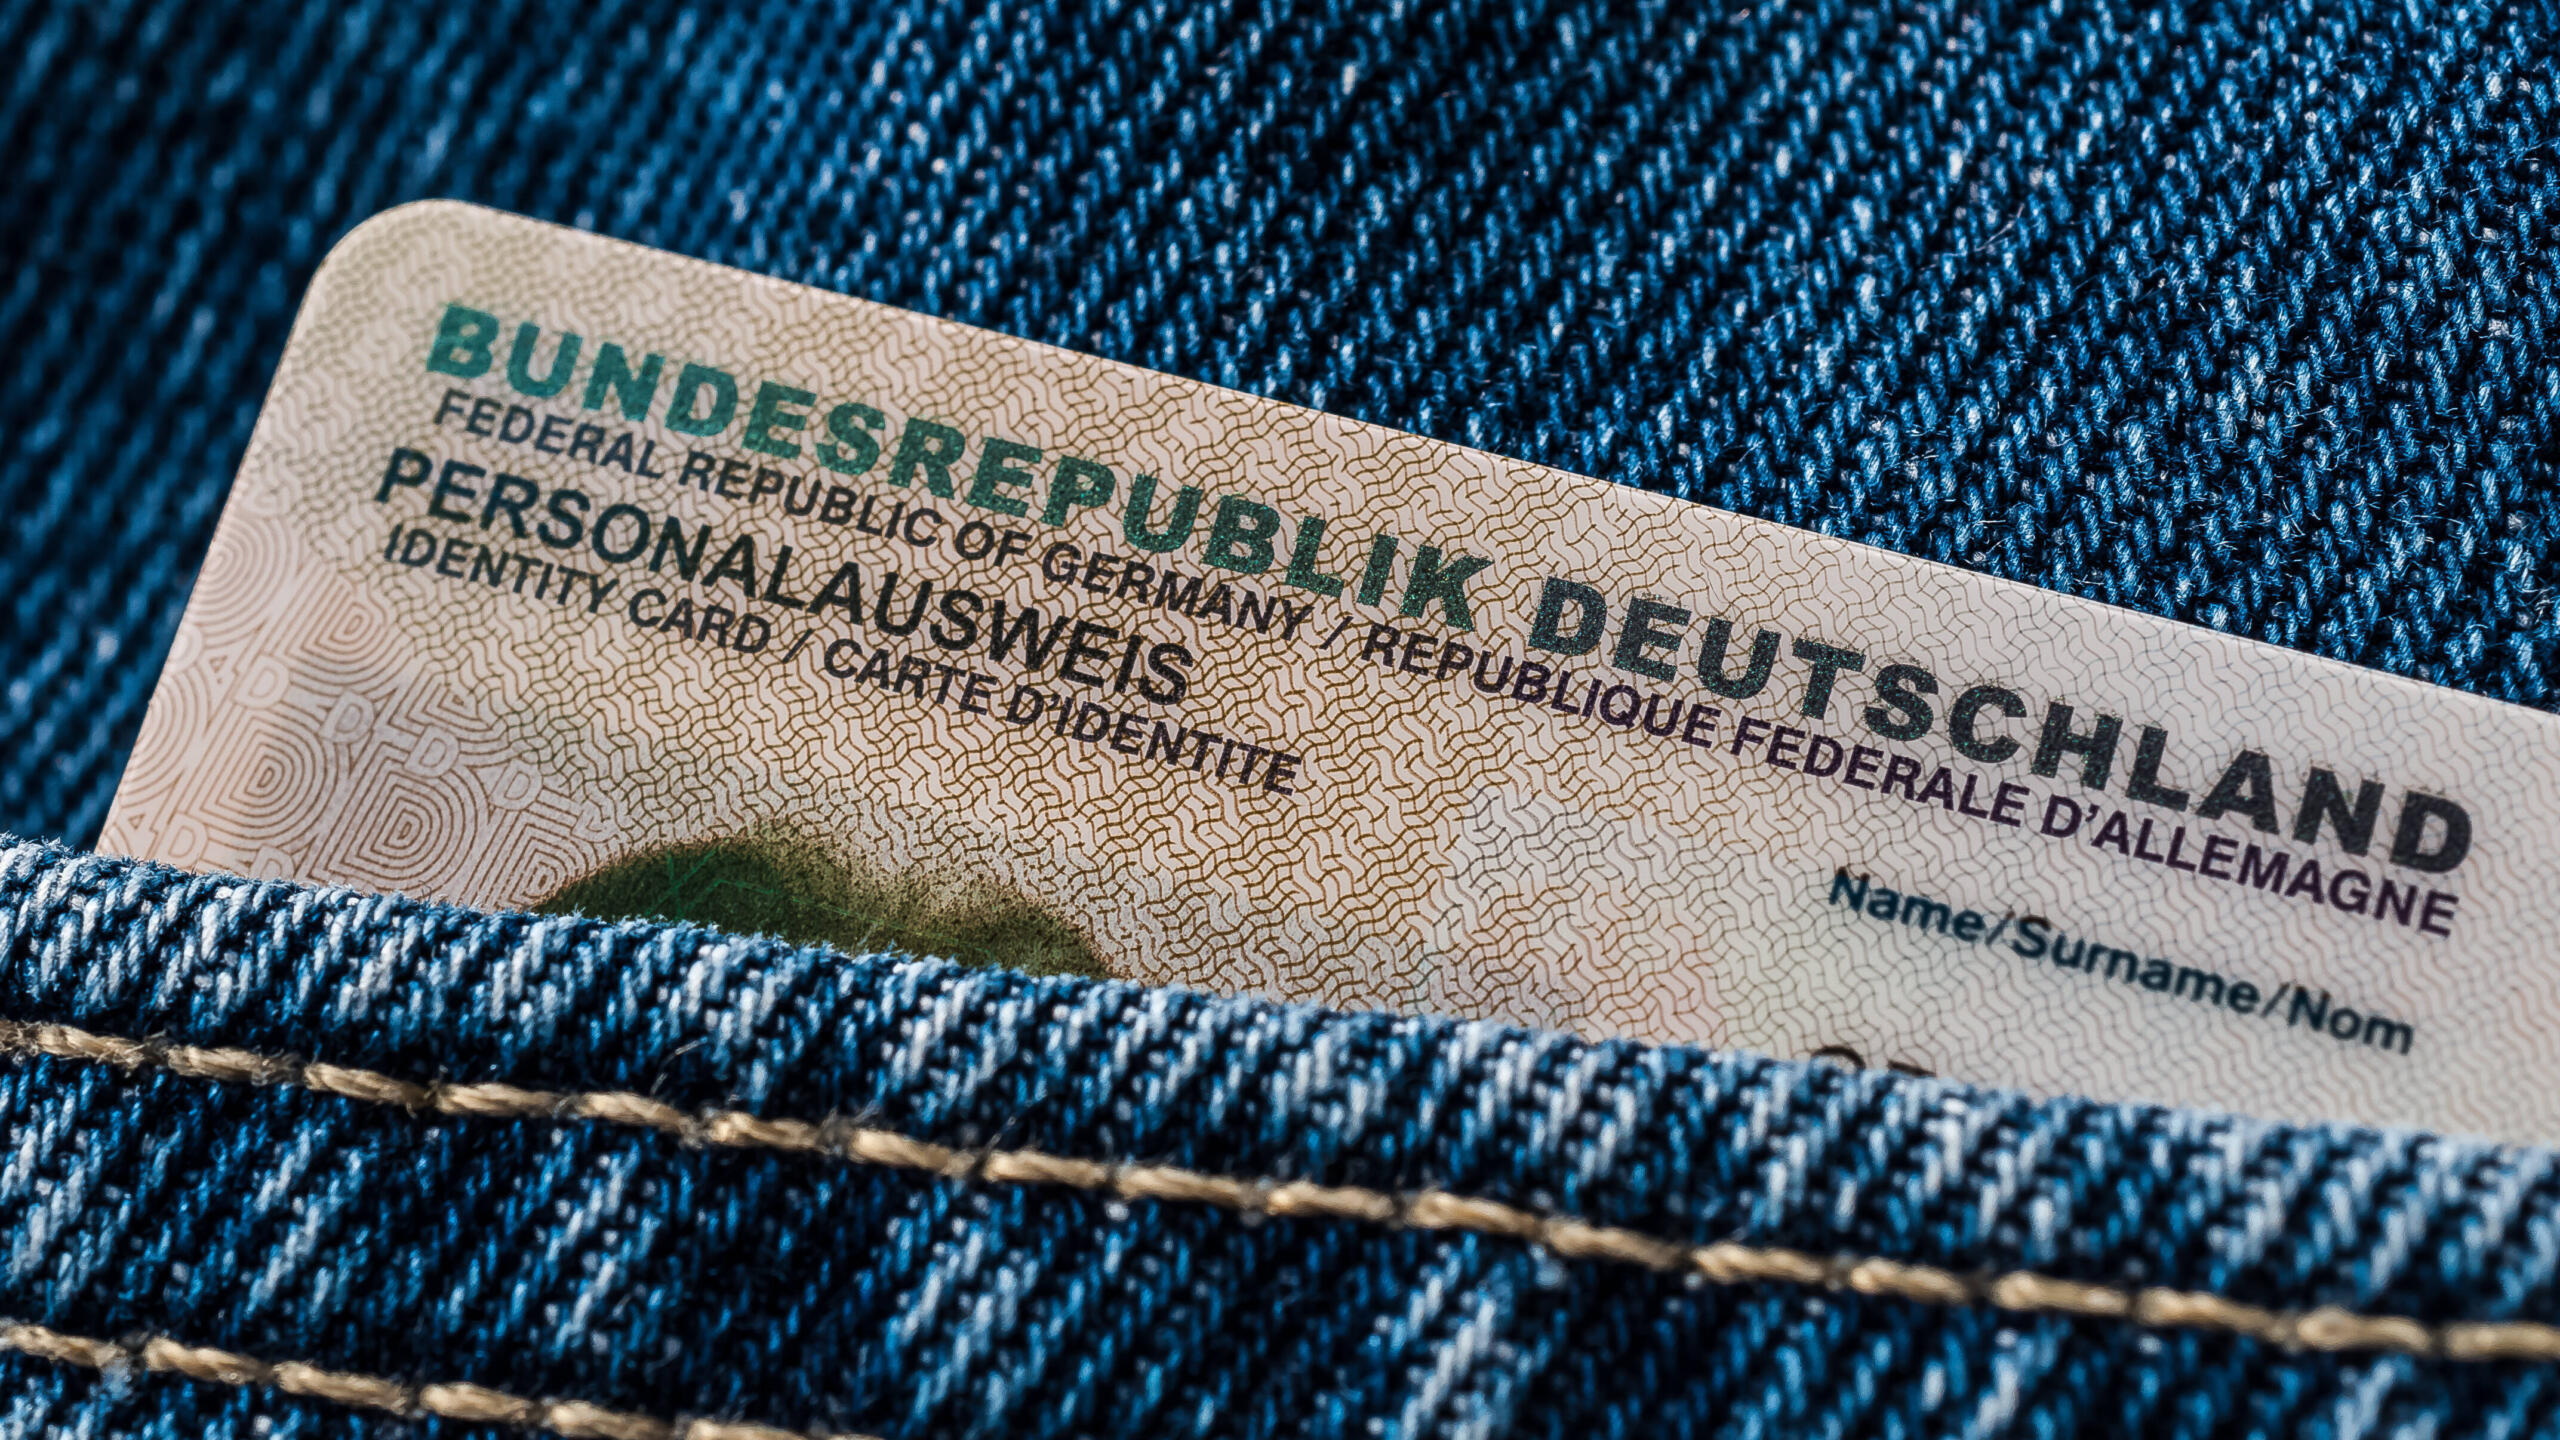 BUNDESREPUBLIK DEUTSCHLAND
FEDERAL REPUBLIC OF GERMANY / REPUBLIQUE FEDERALE D'ALLEMAGNE
PERSONALAUSWEIS
IDENTITY CARD / CARTE D'IDENTITE
Name/Surname/Nom